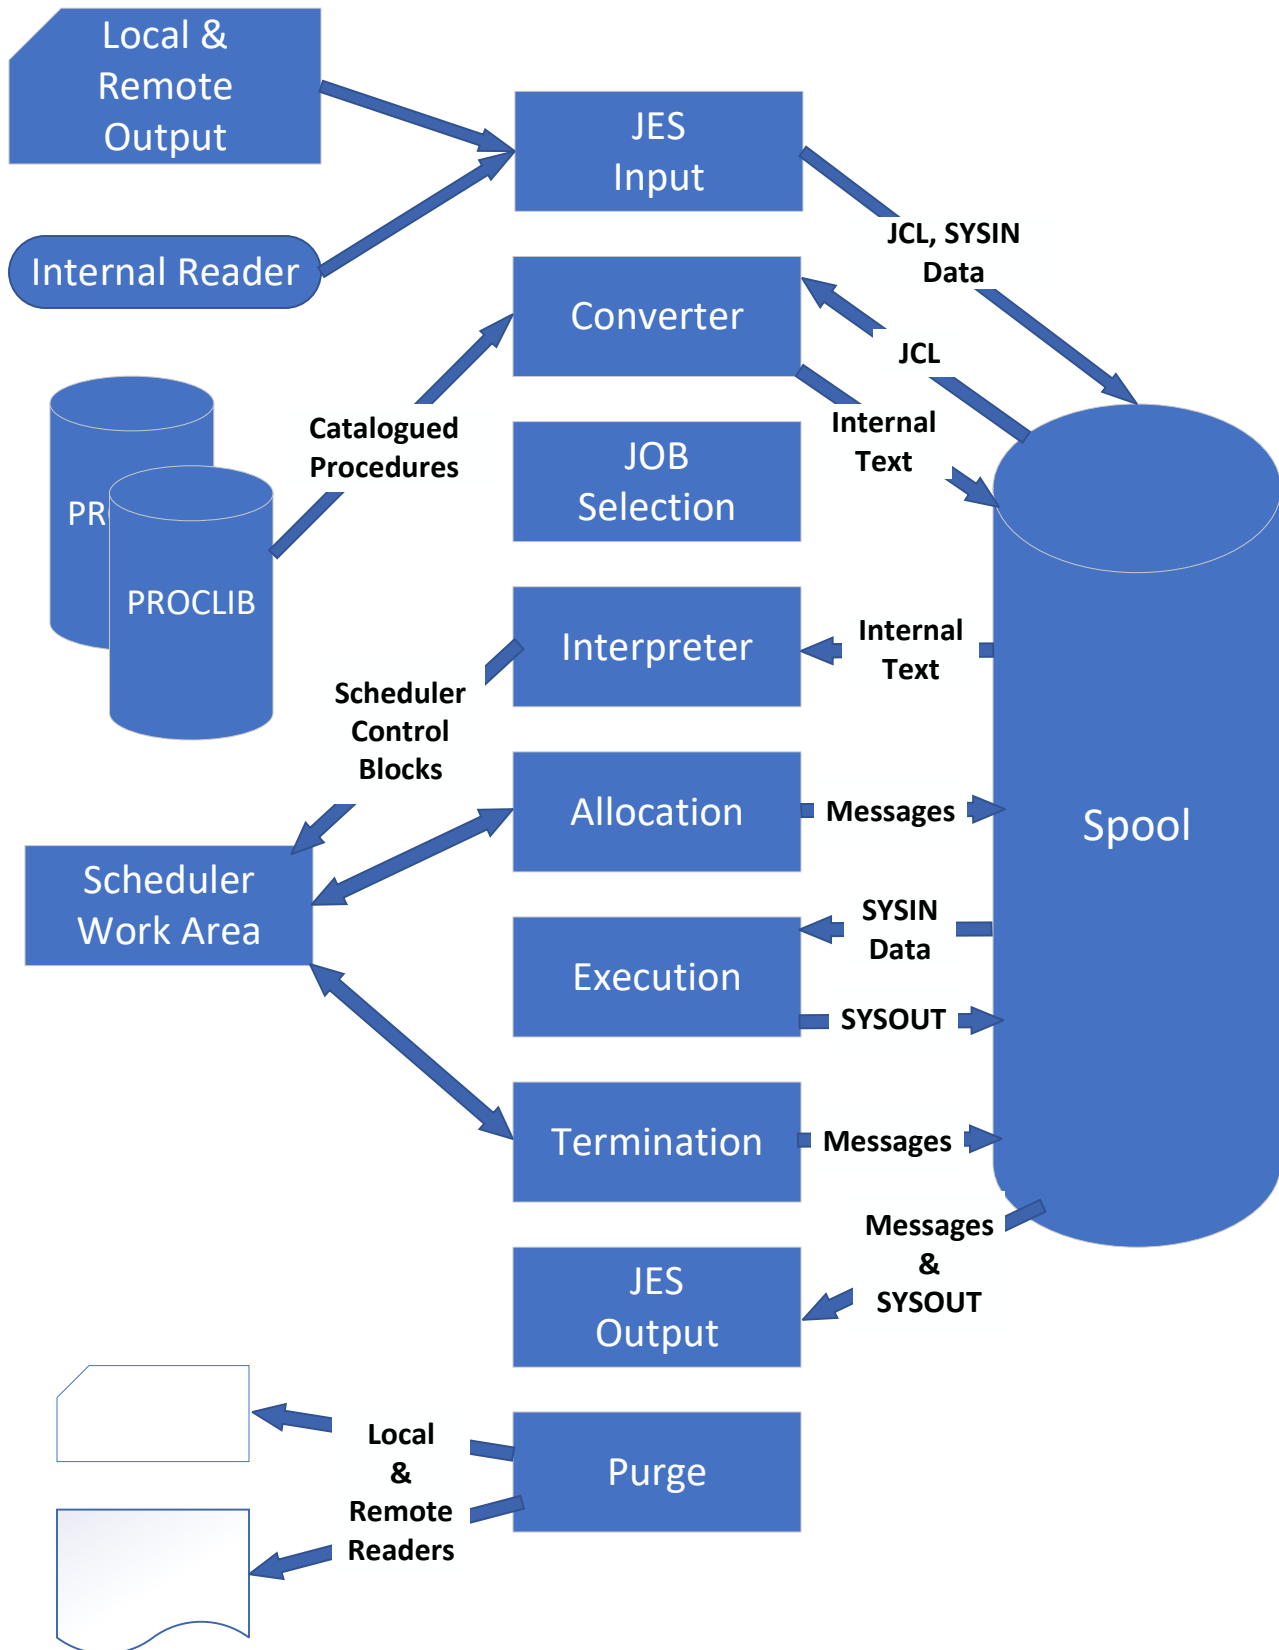 Local &
Remote
Output
JES
Input
Internal Reader
JCL, SYSIN
Data
Converter
JCL
Catalogued
Procedures
Internal
Text
JOB
Selection
PR
PROCLIB
Interpreter
Internal
Text
Scheduler
Control
Blocks
Allocation
Messages
Spool
Scheduler
Work Area
SYSIN
Data
Execution
SYSOUT
Termination
Messages
Messages
&
SYSOUT
JES
Output
Local
&
Remote
Readers
Purge